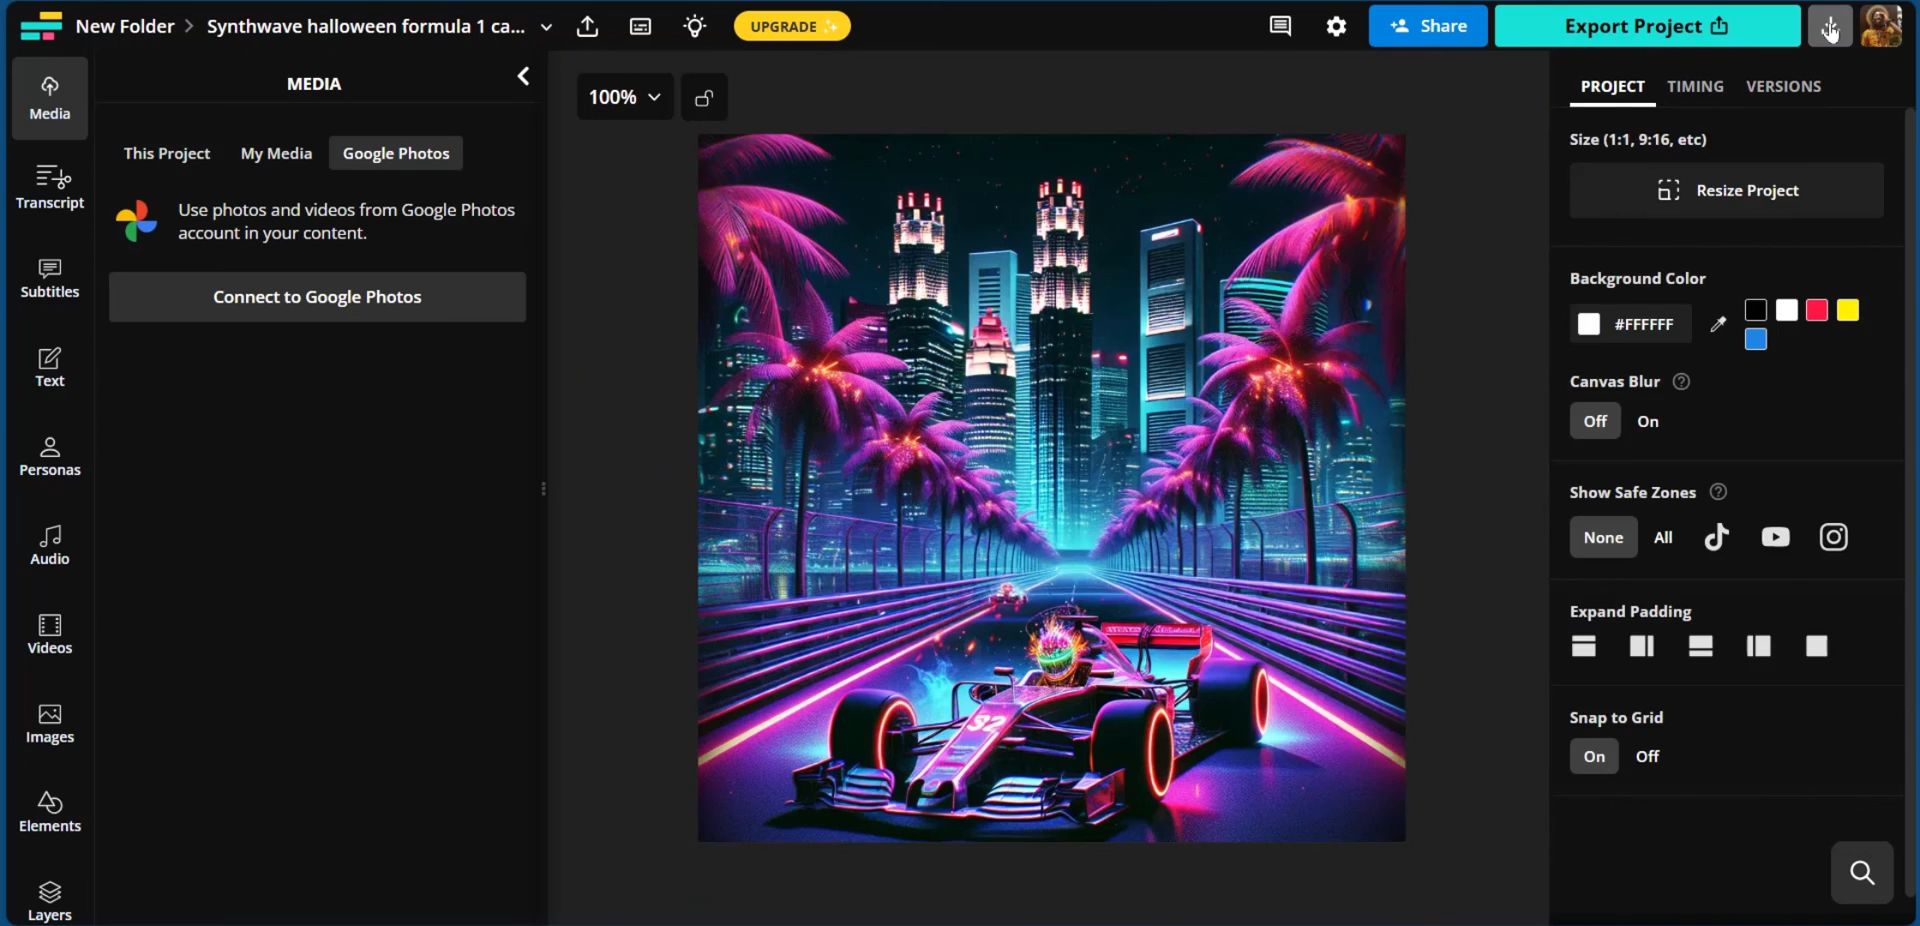 New Folder > Synthwave halloween formula 1 ca...
UPGRADE
Share
Export Project
Media
Transcript
Subtitles
Text
Personas
Audio
Videos
Images
Elements
Layers
MEDIA
This Project
My Media
Google Photos
Use photos and videos from Google Photos
account in your content.
Connect to Google Photos
100%
32
PROJECT
TIMING
VERSIONS
Size (1:1, 9:16, etc)
Resize Project
Background Color
#FFFFFF
Canvas Blur
Off
On
Show Safe Zones
None
All
Expand Padding
Snap to Grid
On
Off